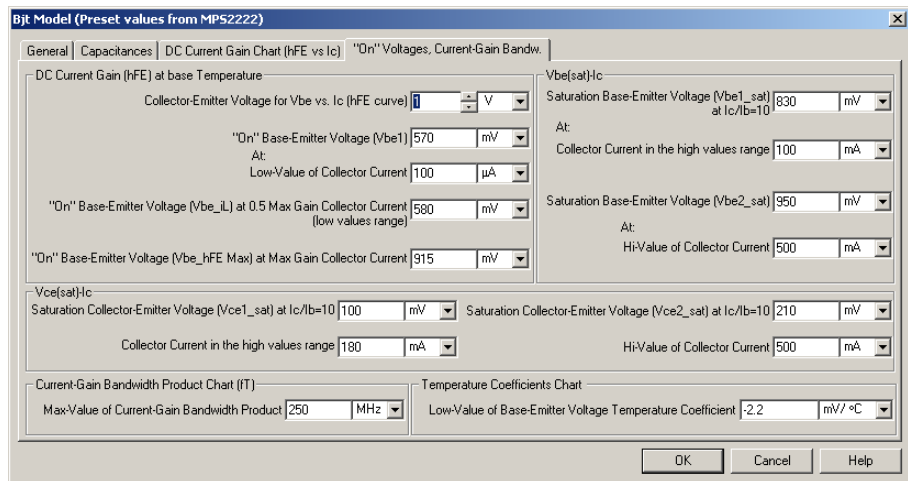 Bjt Model (Preset values from MPS2222)
General
Capacitances
DC Current Gain Chart (hFE vs Ic)
"On" Voltages, Current-Gain Bandw.
DC Current Gain (hFE) at base Temperature
Collector-Emitter Voltage for Vbe vs. Ic (hFE curve) 1 V
"On" Base-Emitter Voltage (Vbe1) 570 mV
At:
Low-Value of Collector Current 100 µA
"On" Base-Emitter Voltage (Vbe_iL) at 0.5 Max Gain Collector Current 580 mV
(low values range)
"On" Base-Emitter Voltage (Vbe_hFE Max) at Max Gain Collector Current 915 mV
Vbe(sat)-Ic
Saturation Base-Emitter Voltage (Vbe1_sat) 830 mV
at Ic/Ib=10
At:
Collector Current in the high values range 100 mA
Saturation Base-Emitter Voltage (Vbe2_sat) 950 mV
At:
Hi-Value of Collector Current 500 mA
Vce(sat)-Ic
Saturation Collector-Emitter Voltage (Vce1_sat) at Ic/Ib=10 100 mV
Collector Current in the high values range 180 mA
Saturation Collector-Emitter Voltage (Vce2_sat) at Ic/Ib=10 210 mV
Hi-Value of Collector Current 500 mA
Current-Gain Bandwidth Product Chart (fT)
Max-Value of Current-Gain Bandwidth Product 250 MHz
Temperature Coefficients Chart
Low-Value of Base-Emitter Voltage Temperature Coefficient -2.2 mV/ ºC
OK
Cancel
Help